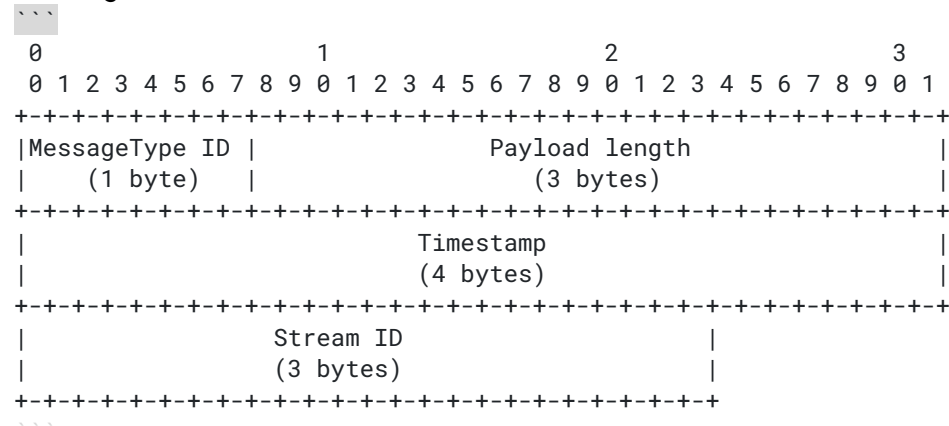 ```
 0                   1                   2                   3
 0 1 2 3 4 5 6 7 8 9 0 1 2 3 4 5 6 7 8 9 0 1 2 3 4 5 6 7 8 9 0 1
+-+-+-+-+-+-+-+-+-+-+-+-+-+-+-+-+-+-+-+-+-+-+-+-+-+-+-+-+-+-+-+-+
|MessageType ID |                Payload length                 |
|    (1 byte)   |                   (3 bytes)                   |
+-+-+-+-+-+-+-+-+-+-+-+-+-+-+-+-+-+-+-+-+-+-+-+-+-+-+-+-+-+-+-+-+
|                           Timestamp                           |
|                           (4 bytes)                           |
+-+-+-+-+-+-+-+-+-+-+-+-+-+-+-+-+-+-+-+-+-+-+-+-+-+-+-+-+-+-+-+-+
|                 Stream ID                     |
|                 (3 bytes)                     |
+-+-+-+-+-+-+-+-+-+-+-+-+-+-+-+-+-+-+-+-+-+-+-+-+
```